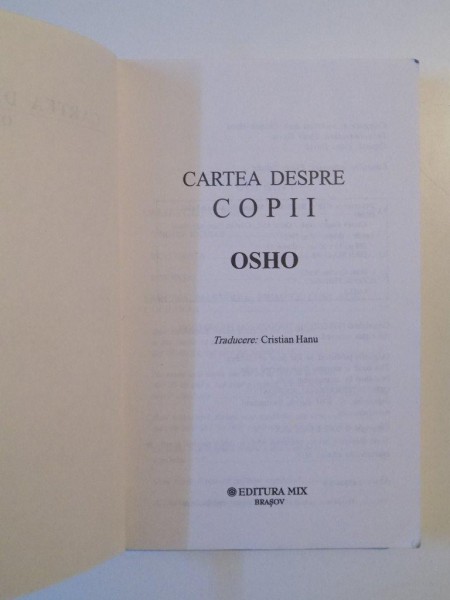 CARTEA DESPRE
COPII
OSHO
Traducere: Cristian Hanu
EDITURA MIX
BRAȘOV